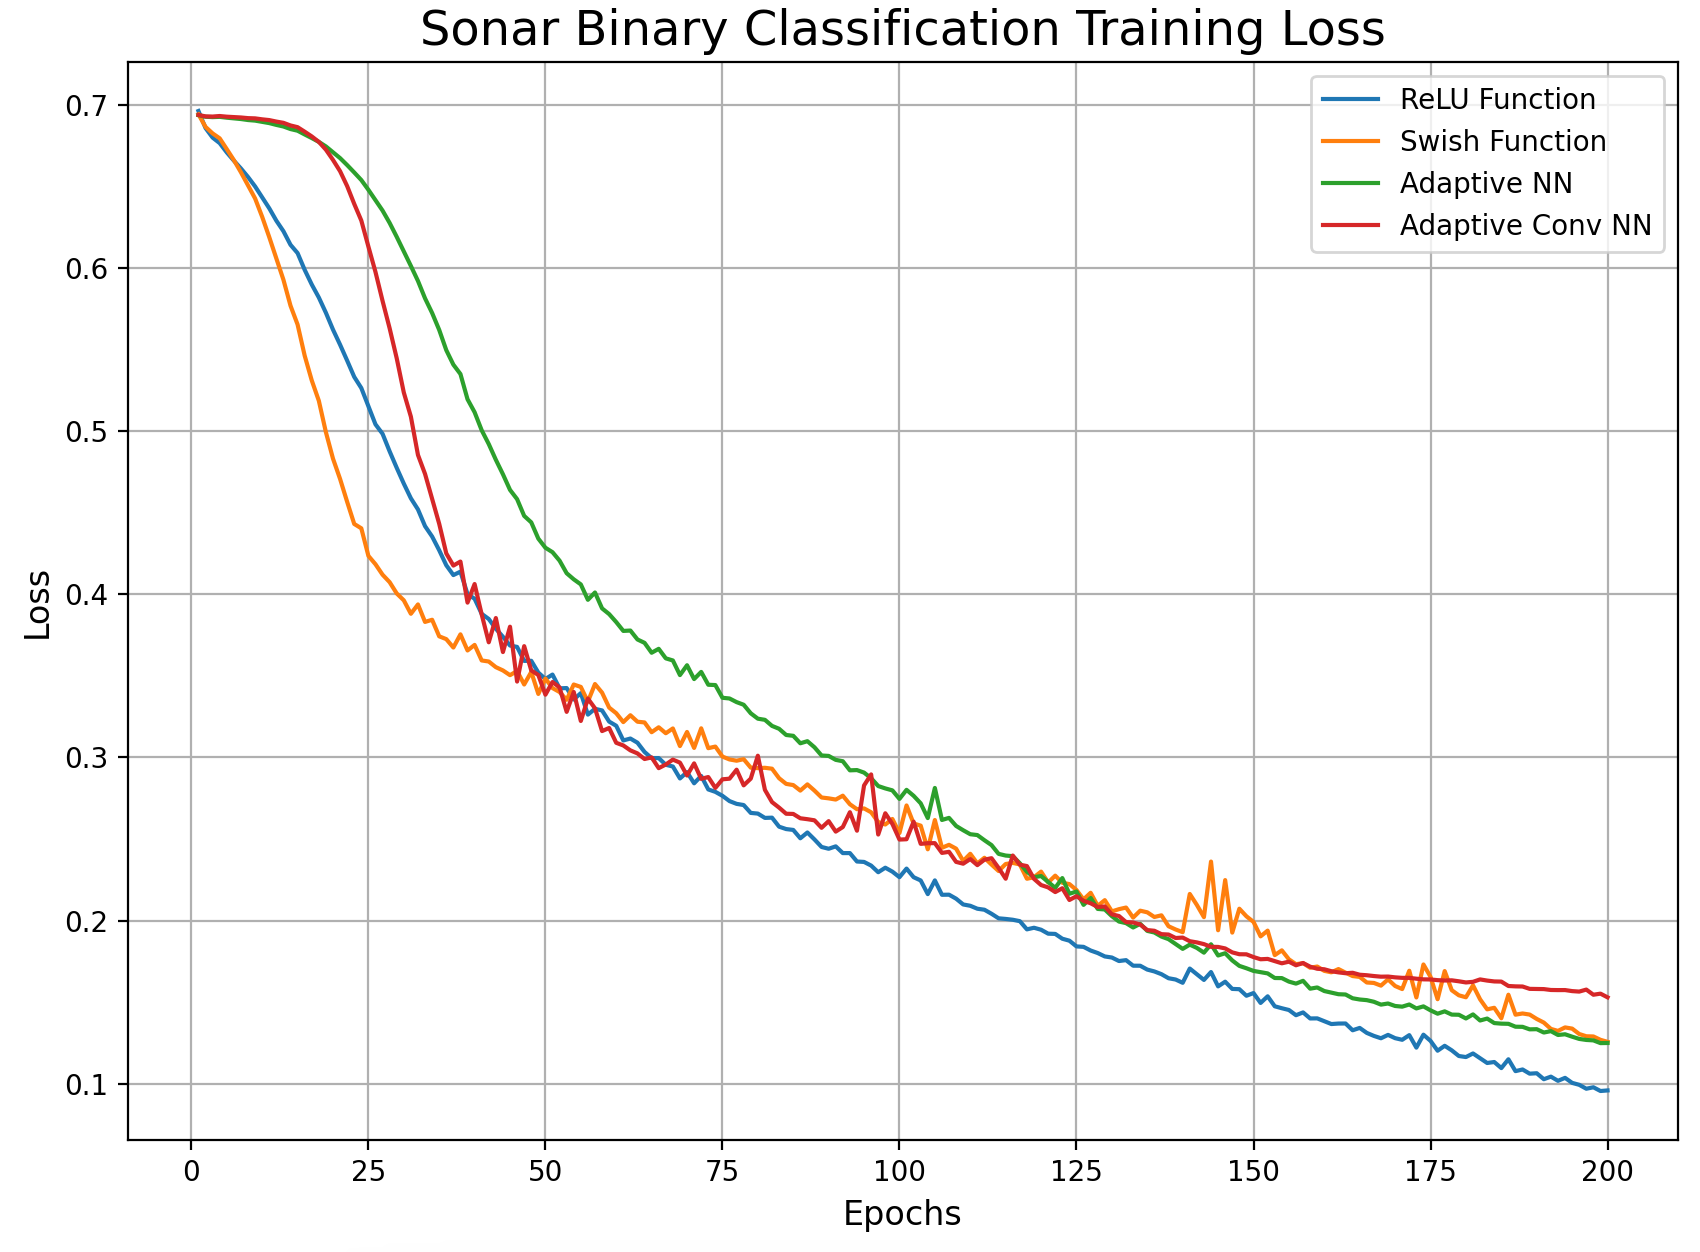 Sonar Binary Classification Training Loss
0.7
0.6
0.5
0.4
0.3
0.2
0.1
Loss
ReLU Function
Swish Function
Adaptive NN
Adaptive Conv NN
0 25 50 75 100 125 150 175 200
Epochs